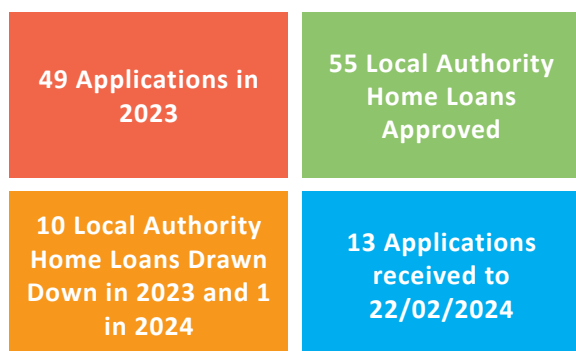 49 Applications in
2023
55 Local Authority
Home Loans
Approved
10 Local Authority
Home Loans Drawn
Down in 2023 and 1
in 2024
13 Applications
received to
22/02/2024